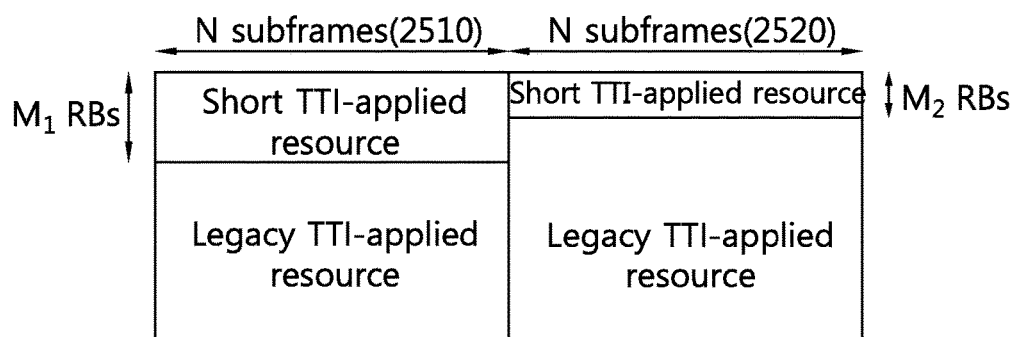 N subframes(2510)
N subframes(2520)
M₁ RBs
Short TTI-applied
resource
Short TTI-applied resource
M₂ RBs
Legacy TTI-applied
resource
Legacy TTI-applied
resource